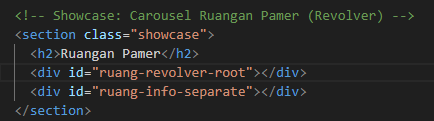 <!-- Showcase: Carousel Ruangan Pamer (Revolver) -->
<section class="showcase">
<h2>Ruangan Pamer</h2>
<div id="ruang-revolver-root"></div>
<div id="ruang-info-separate"></div>
</section>